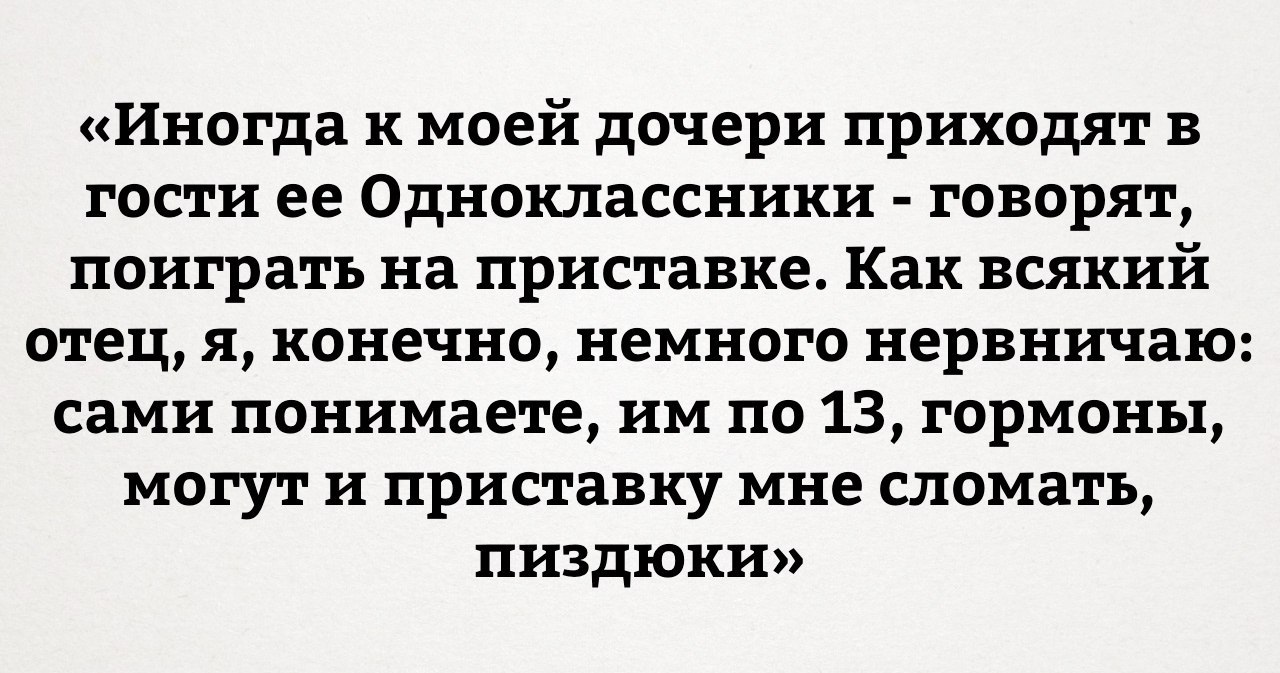 «Иногда к моей дочери приходят в
гости ее Одноклассники - говорят,
поиграть на приставке. Как всякий
отец, я, конечно, немного нервничаю:
сами понимаете, им по 13, гормоны,
могут и приставку мне сломать,
пиздюки»